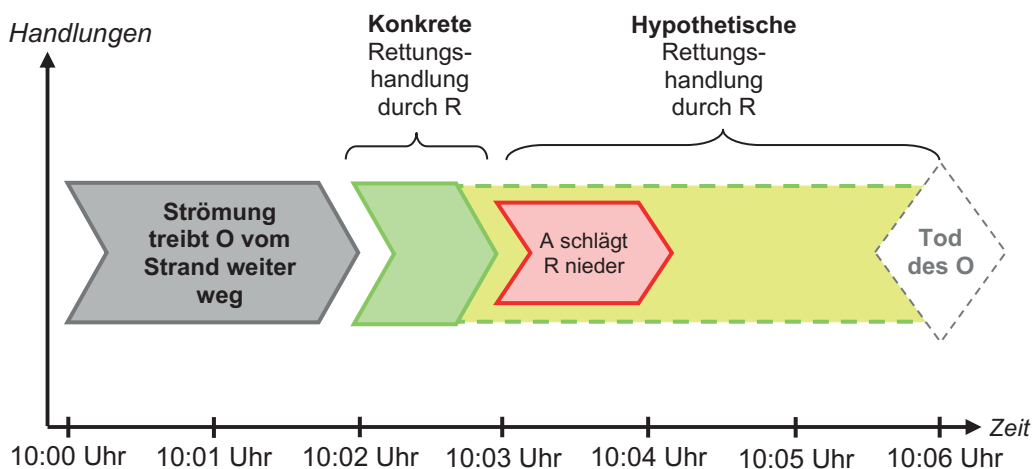 Handlungen
Konkrete
Rettungs-
handlung
durch R
Hypothetische
Rettungs-
handlung
durch R
Strömung
treibt O vom
Strand weiter
weg
A schlägt
R nieder
Tod
des O
Zeit
10:00 Uhr 10:01 Uhr 10:02 Uhr 10:03 Uhr 10:04 Uhr 10:05 Uhr 10:06 Uhr